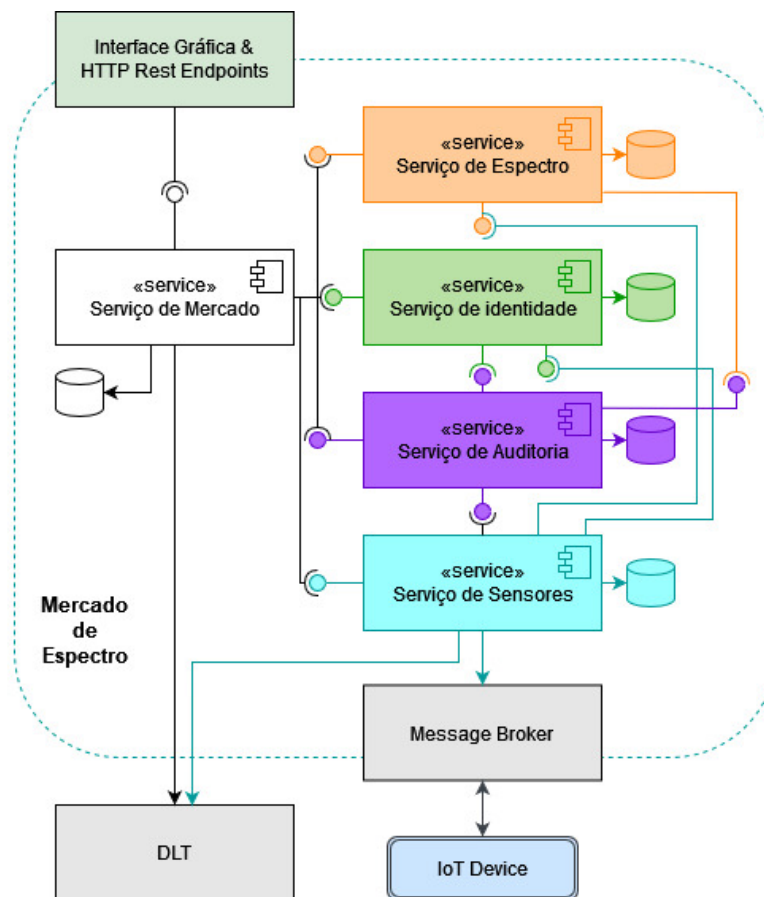 Interface Gráfica &
HTTP Rest Endpoints
«service»
Serviço de Espectro
«service»
Serviço de Mercado
«service»
Serviço de identidade
«service»
Serviço de Auditoria
«service»
Serviço de Sensores
Mercado
de
Espectro
Message Broker
DLT
IoT Device